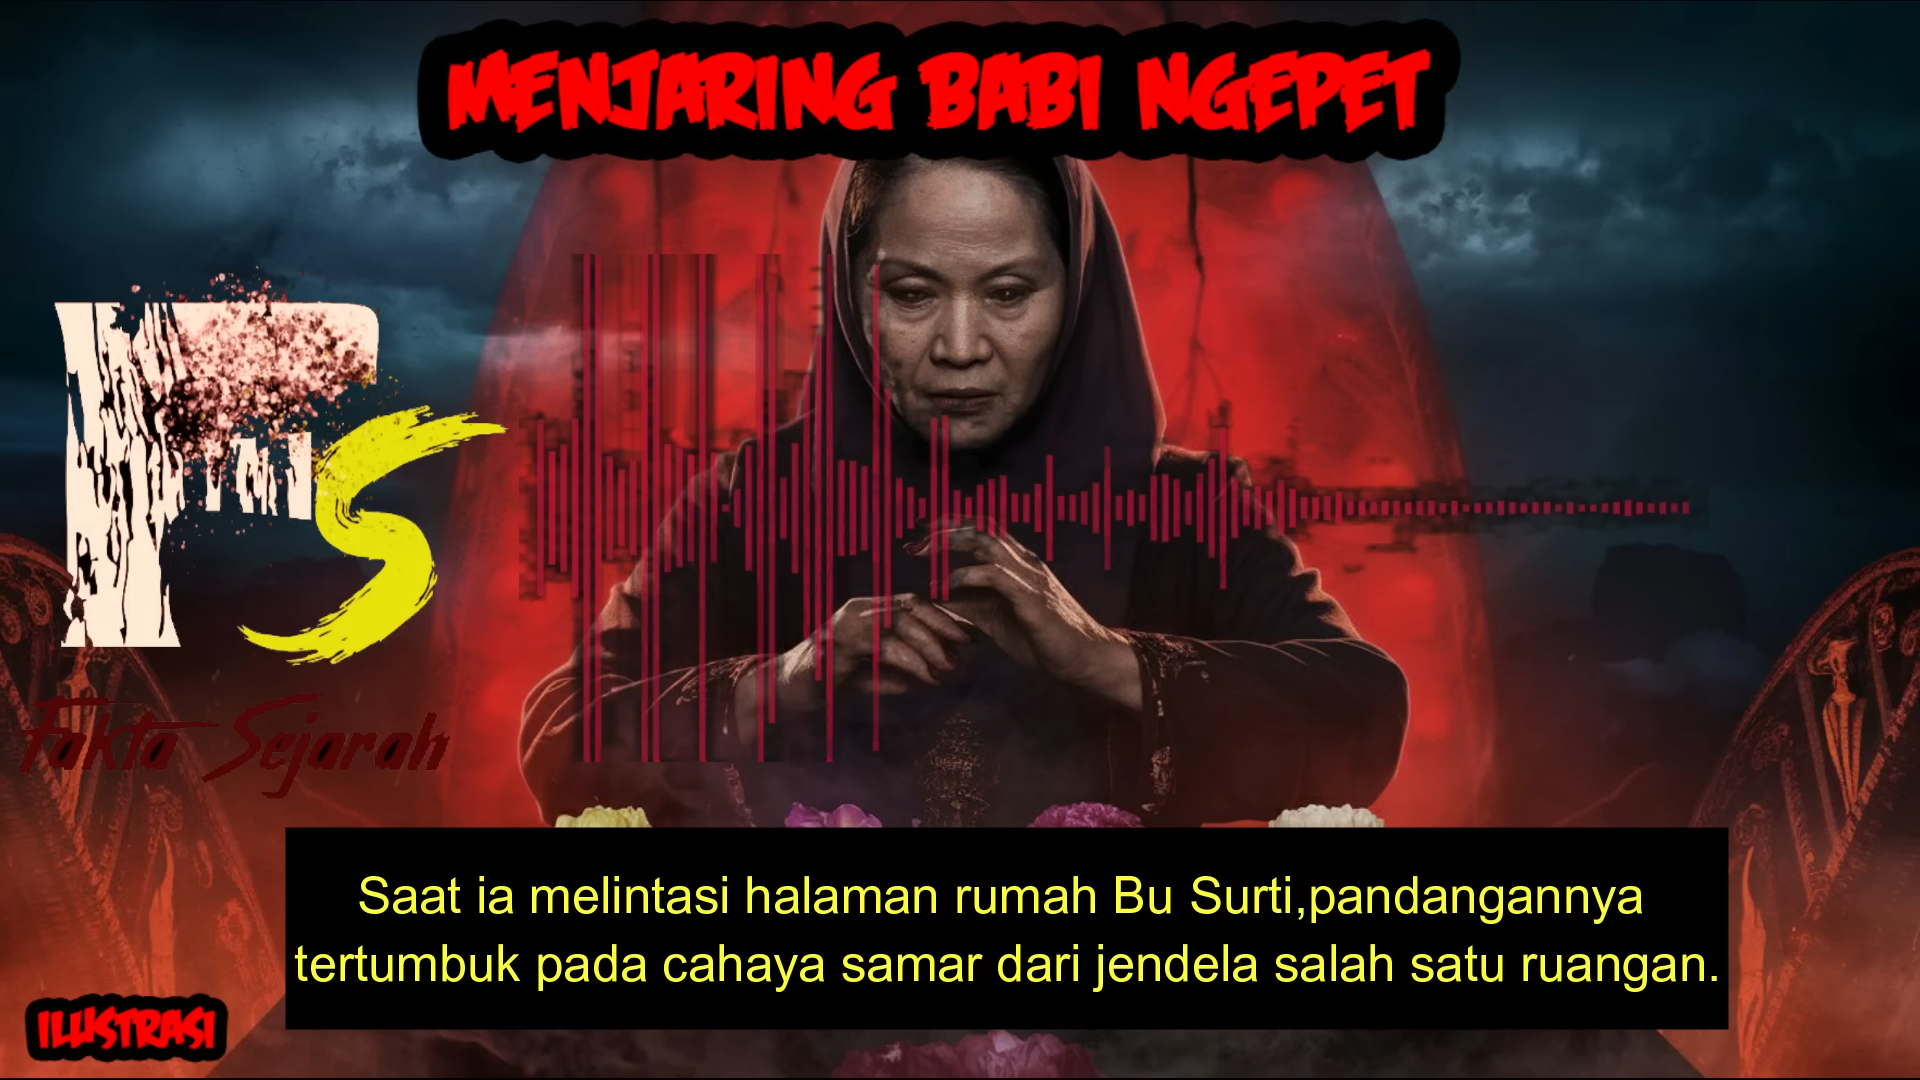 MENJARING BABI NGEPET
FS
Fakta Sejarah
Saat ia melintasi halaman rumah Bu Surti,pandangannya
tertumbuk pada cahaya samar dari jendela salah satu ruangan.
ILUSTRASI